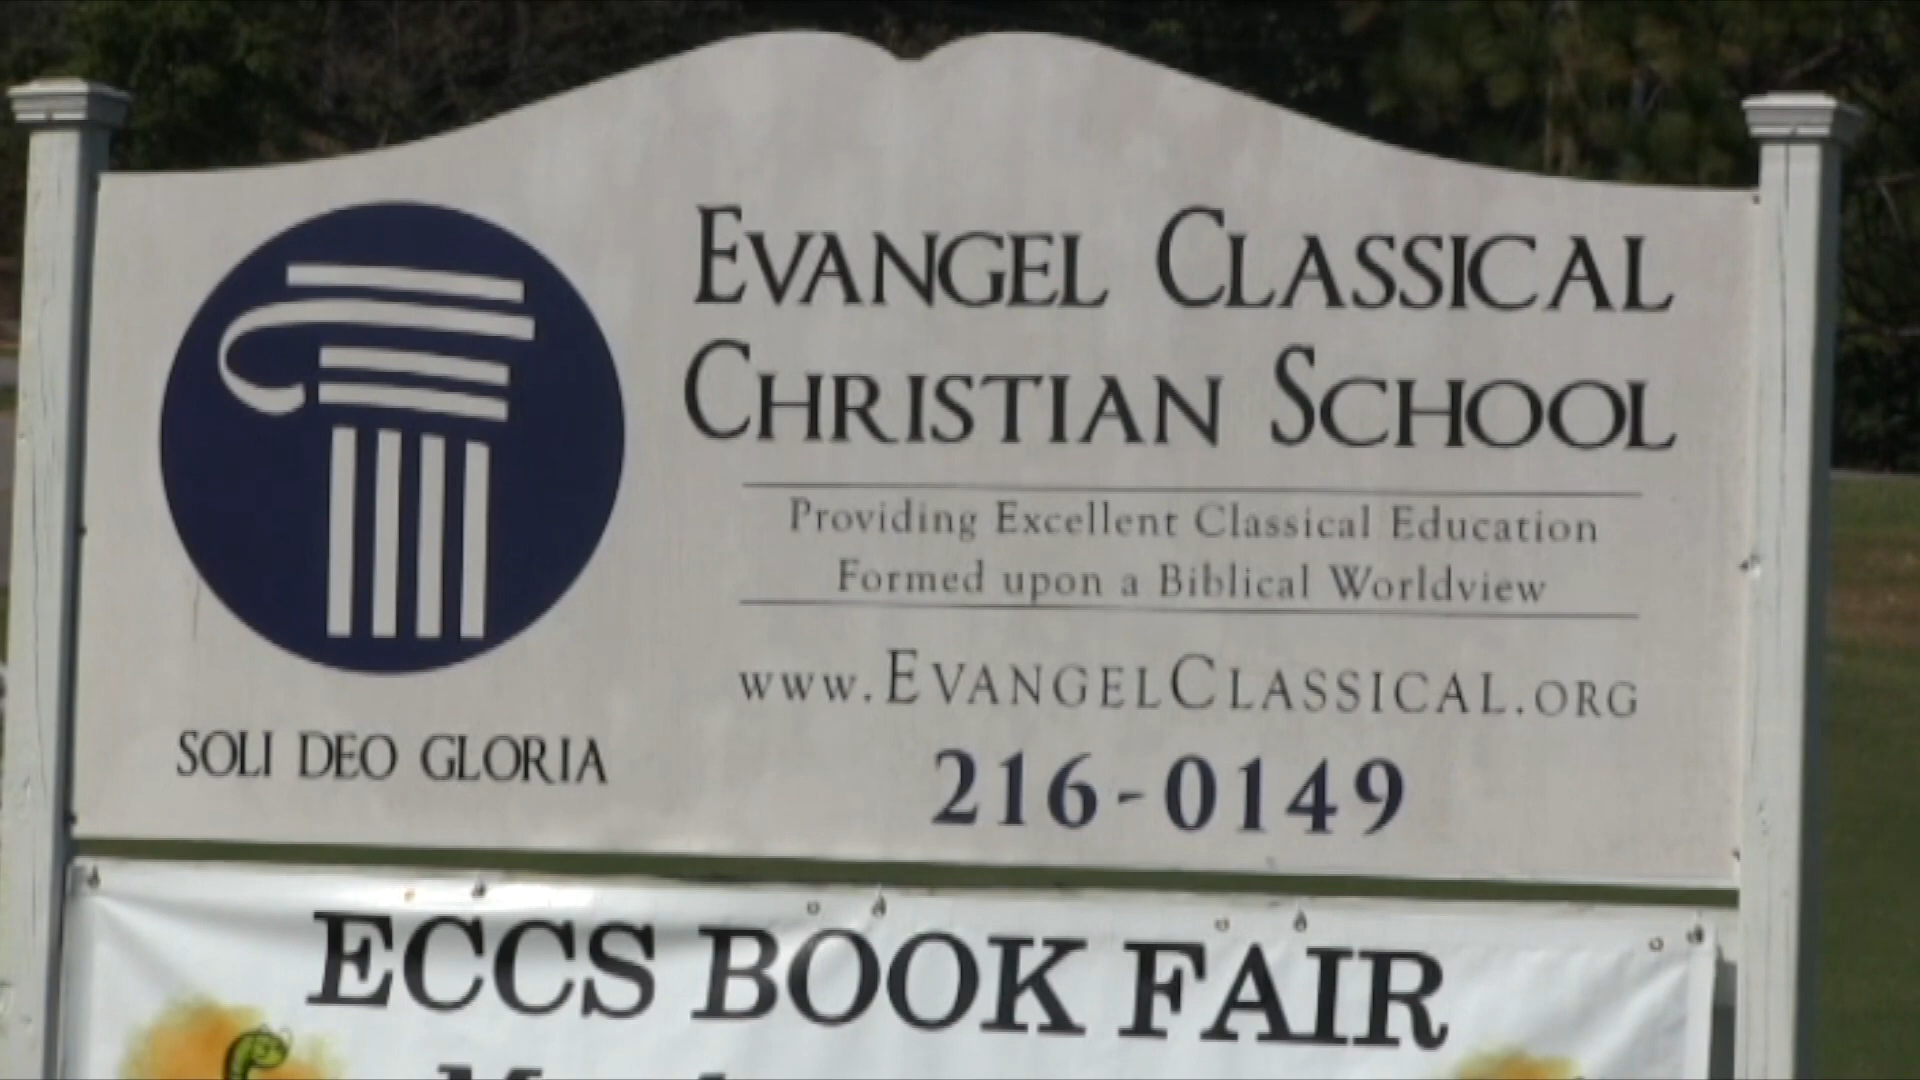 EVANGEL CLASSICAL
CHRISTIAN SCHOOL
Providing Excellent Classical Education
Formed upon a Biblical Worldview
www.EVANGELCLASSICAL.ORG
216-0149
SOLI DEO GLORIA
ECCS BOOK FAIR